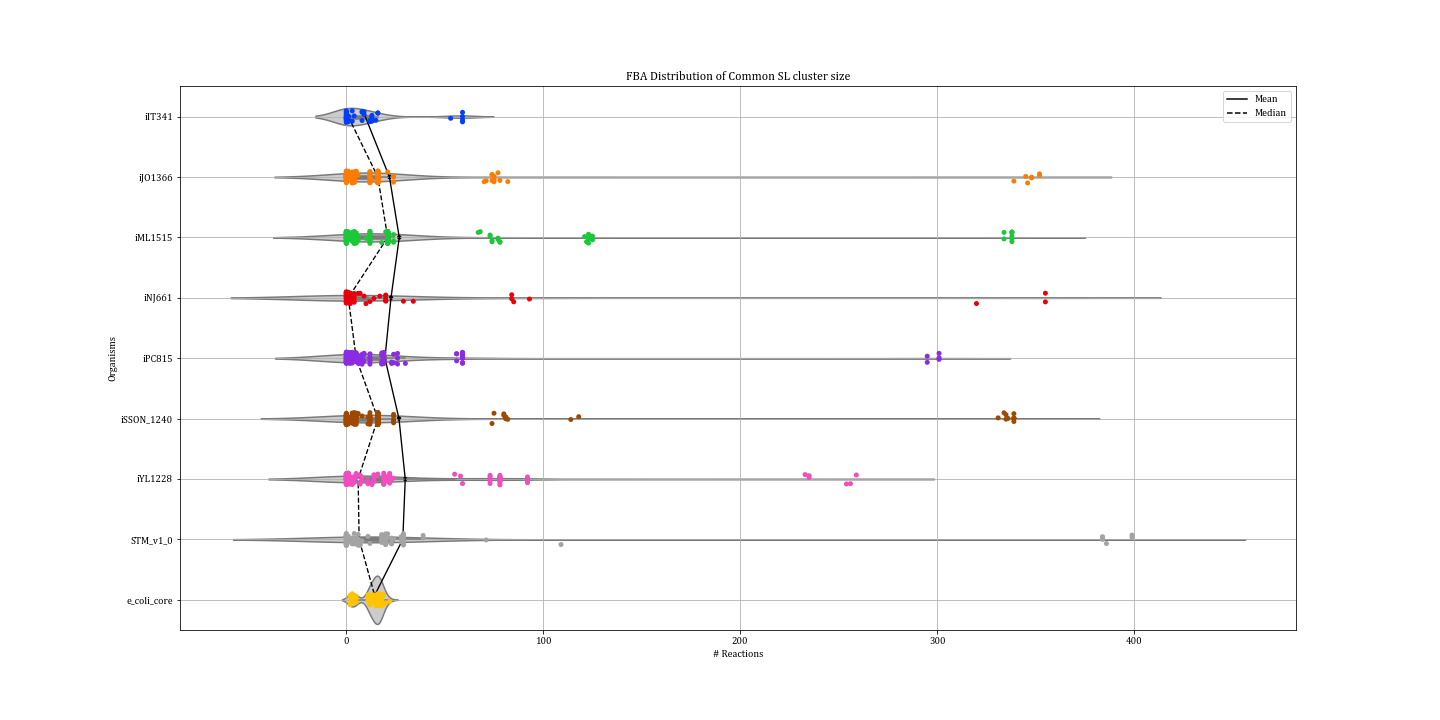 FBA Distribution of Common SL cluster size
Mean
Median
Organisms
iIT341
iJO1366
iML1515
iNJ661
iPC815
iSSON_1240
iYL1228
STM_v1_0
e_coli_core
0 100 200 300 400
# Reactions